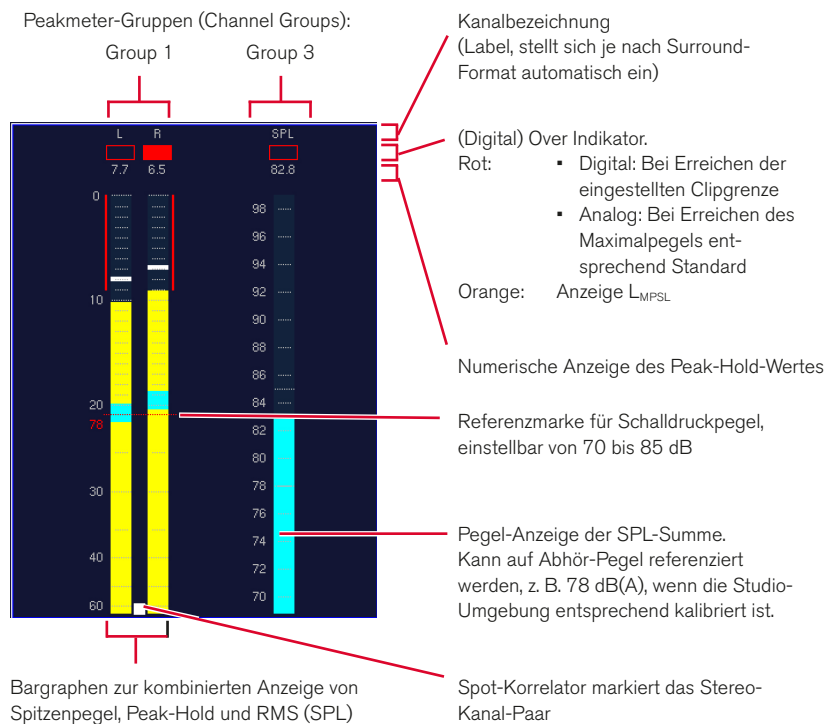 Peakmeter-Gruppen (Channel Groups):
Group 1
Group 3
Kanalbezeichnung
(Label, stellt sich je nach Surround-
Format automatisch ein)
L
R
SPL
7.7
6.5
82.8
(Digital) Over Indikator.
Rot:
▪ Digital: Bei Erreichen der
eingestellten Clipgrenze
▪ Analog: Bei Erreichen des
Maximalpegels ent-
sprechend Standard
Orange: Anzeige LMPSL
Numerische Anzeige des Peak-Hold-Wertes
0
10
20
78
30
40
60
98
96
94
92
90
88
86
84
82
80
78
76
74
72
70
Referenzmarke für Schalldruckpegel,
einstellbar von 70 bis 85 dB
Pegel-Anzeige der SPL-Summe.
Kann auf Abhör-Pegel referenziert
werden, z. B. 78 dB(A), wenn die Studio-
Umgebung entsprechend kalibriert ist.
Bargraphen zur kombinierten Anzeige von
Spitzenpegel, Peak-Hold und RMS (SPL)
Spot-Korrelator markiert das Stereo-
Kanal-Paar